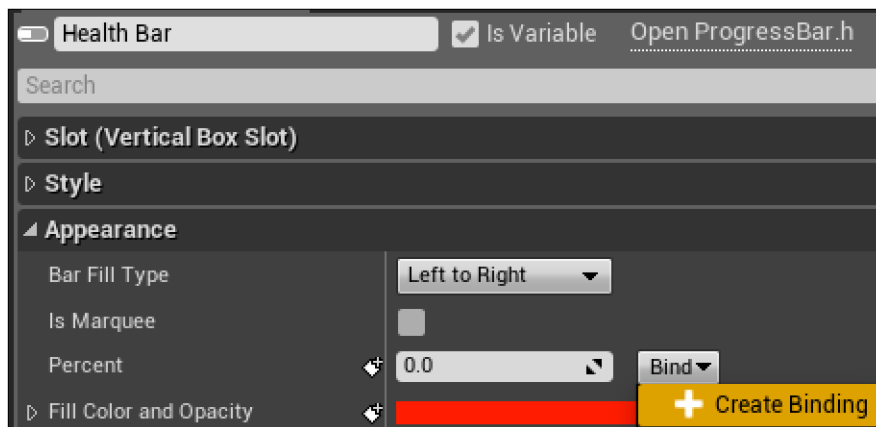 Health Bar Is Variable Open ProgressBar.h
Search
Slot (Vertical Box Slot)
Style
Appearance
Bar Fill Type Left to Right
Is Marquee
Percent 0.0 Bind
Fill Color and Opacity Create Binding